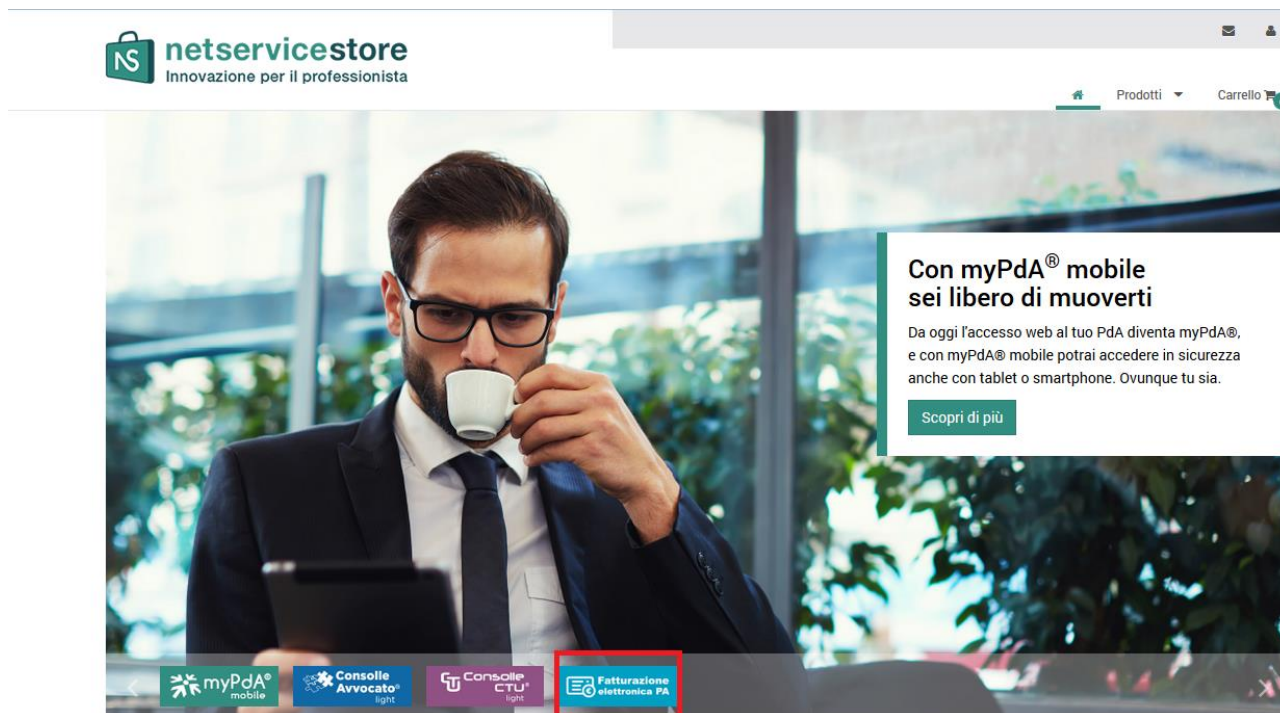 NS
netservicestore
Innovazione per il professionista
Prodotti
Carrello
Con myPdA® mobile
sei libero di muoverti
Da oggi l'accesso web al tuo PdA diventa myPdA®,
e con myPdA® mobile potrai accedere in sicurezza
anche con tablet o smartphone. Ovunque tu sia.
Scopri di più
myPdA®
mobile
Consolle
Avvocato®
light
Consolle
CTU®
light
Fatturazione
elettronica PA